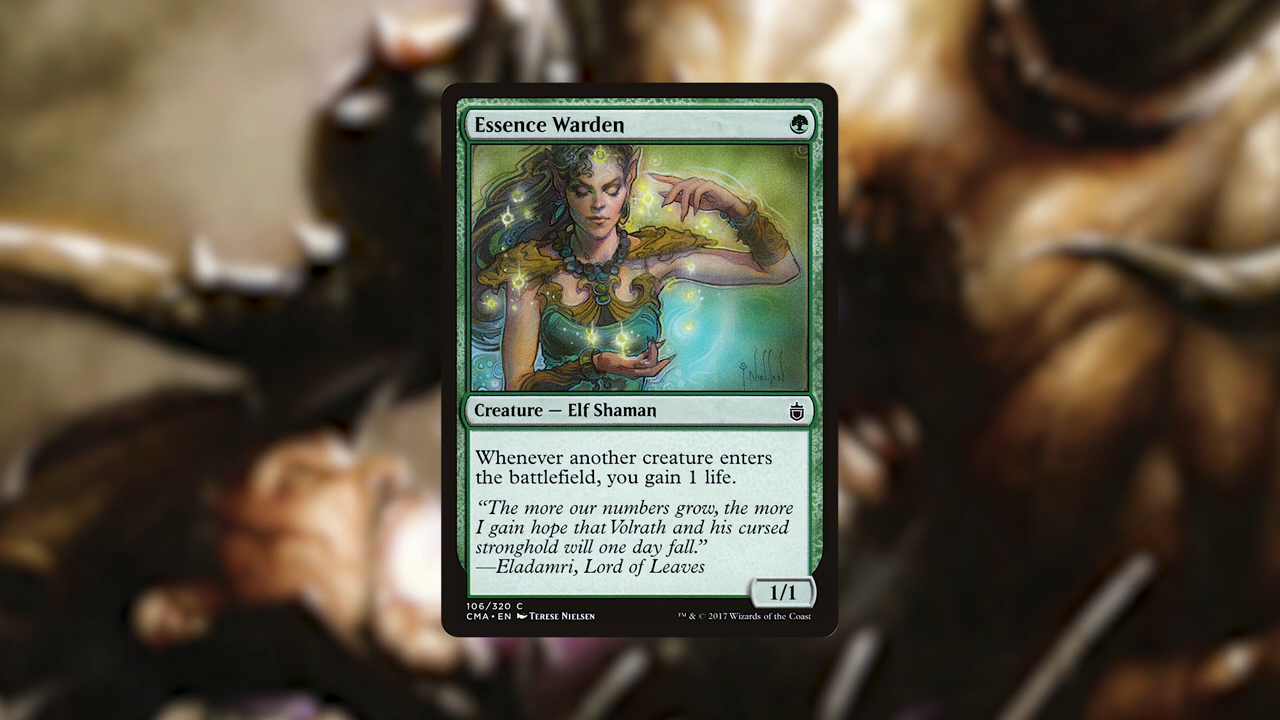 Essence Warden
T. Nielsen
Creature — Elf Shaman
Whenever another creature enters
the battlefield, you gain 1 life.
“The more our numbers grow, the more
I gain hope that Volrath and his cursed
stronghold will one day fall.”
—Eladamri, Lord of Leaves
1/1
106/320 C
CMA • EN Terese Nielsen
™ & © 2017 Wizards of the Coast